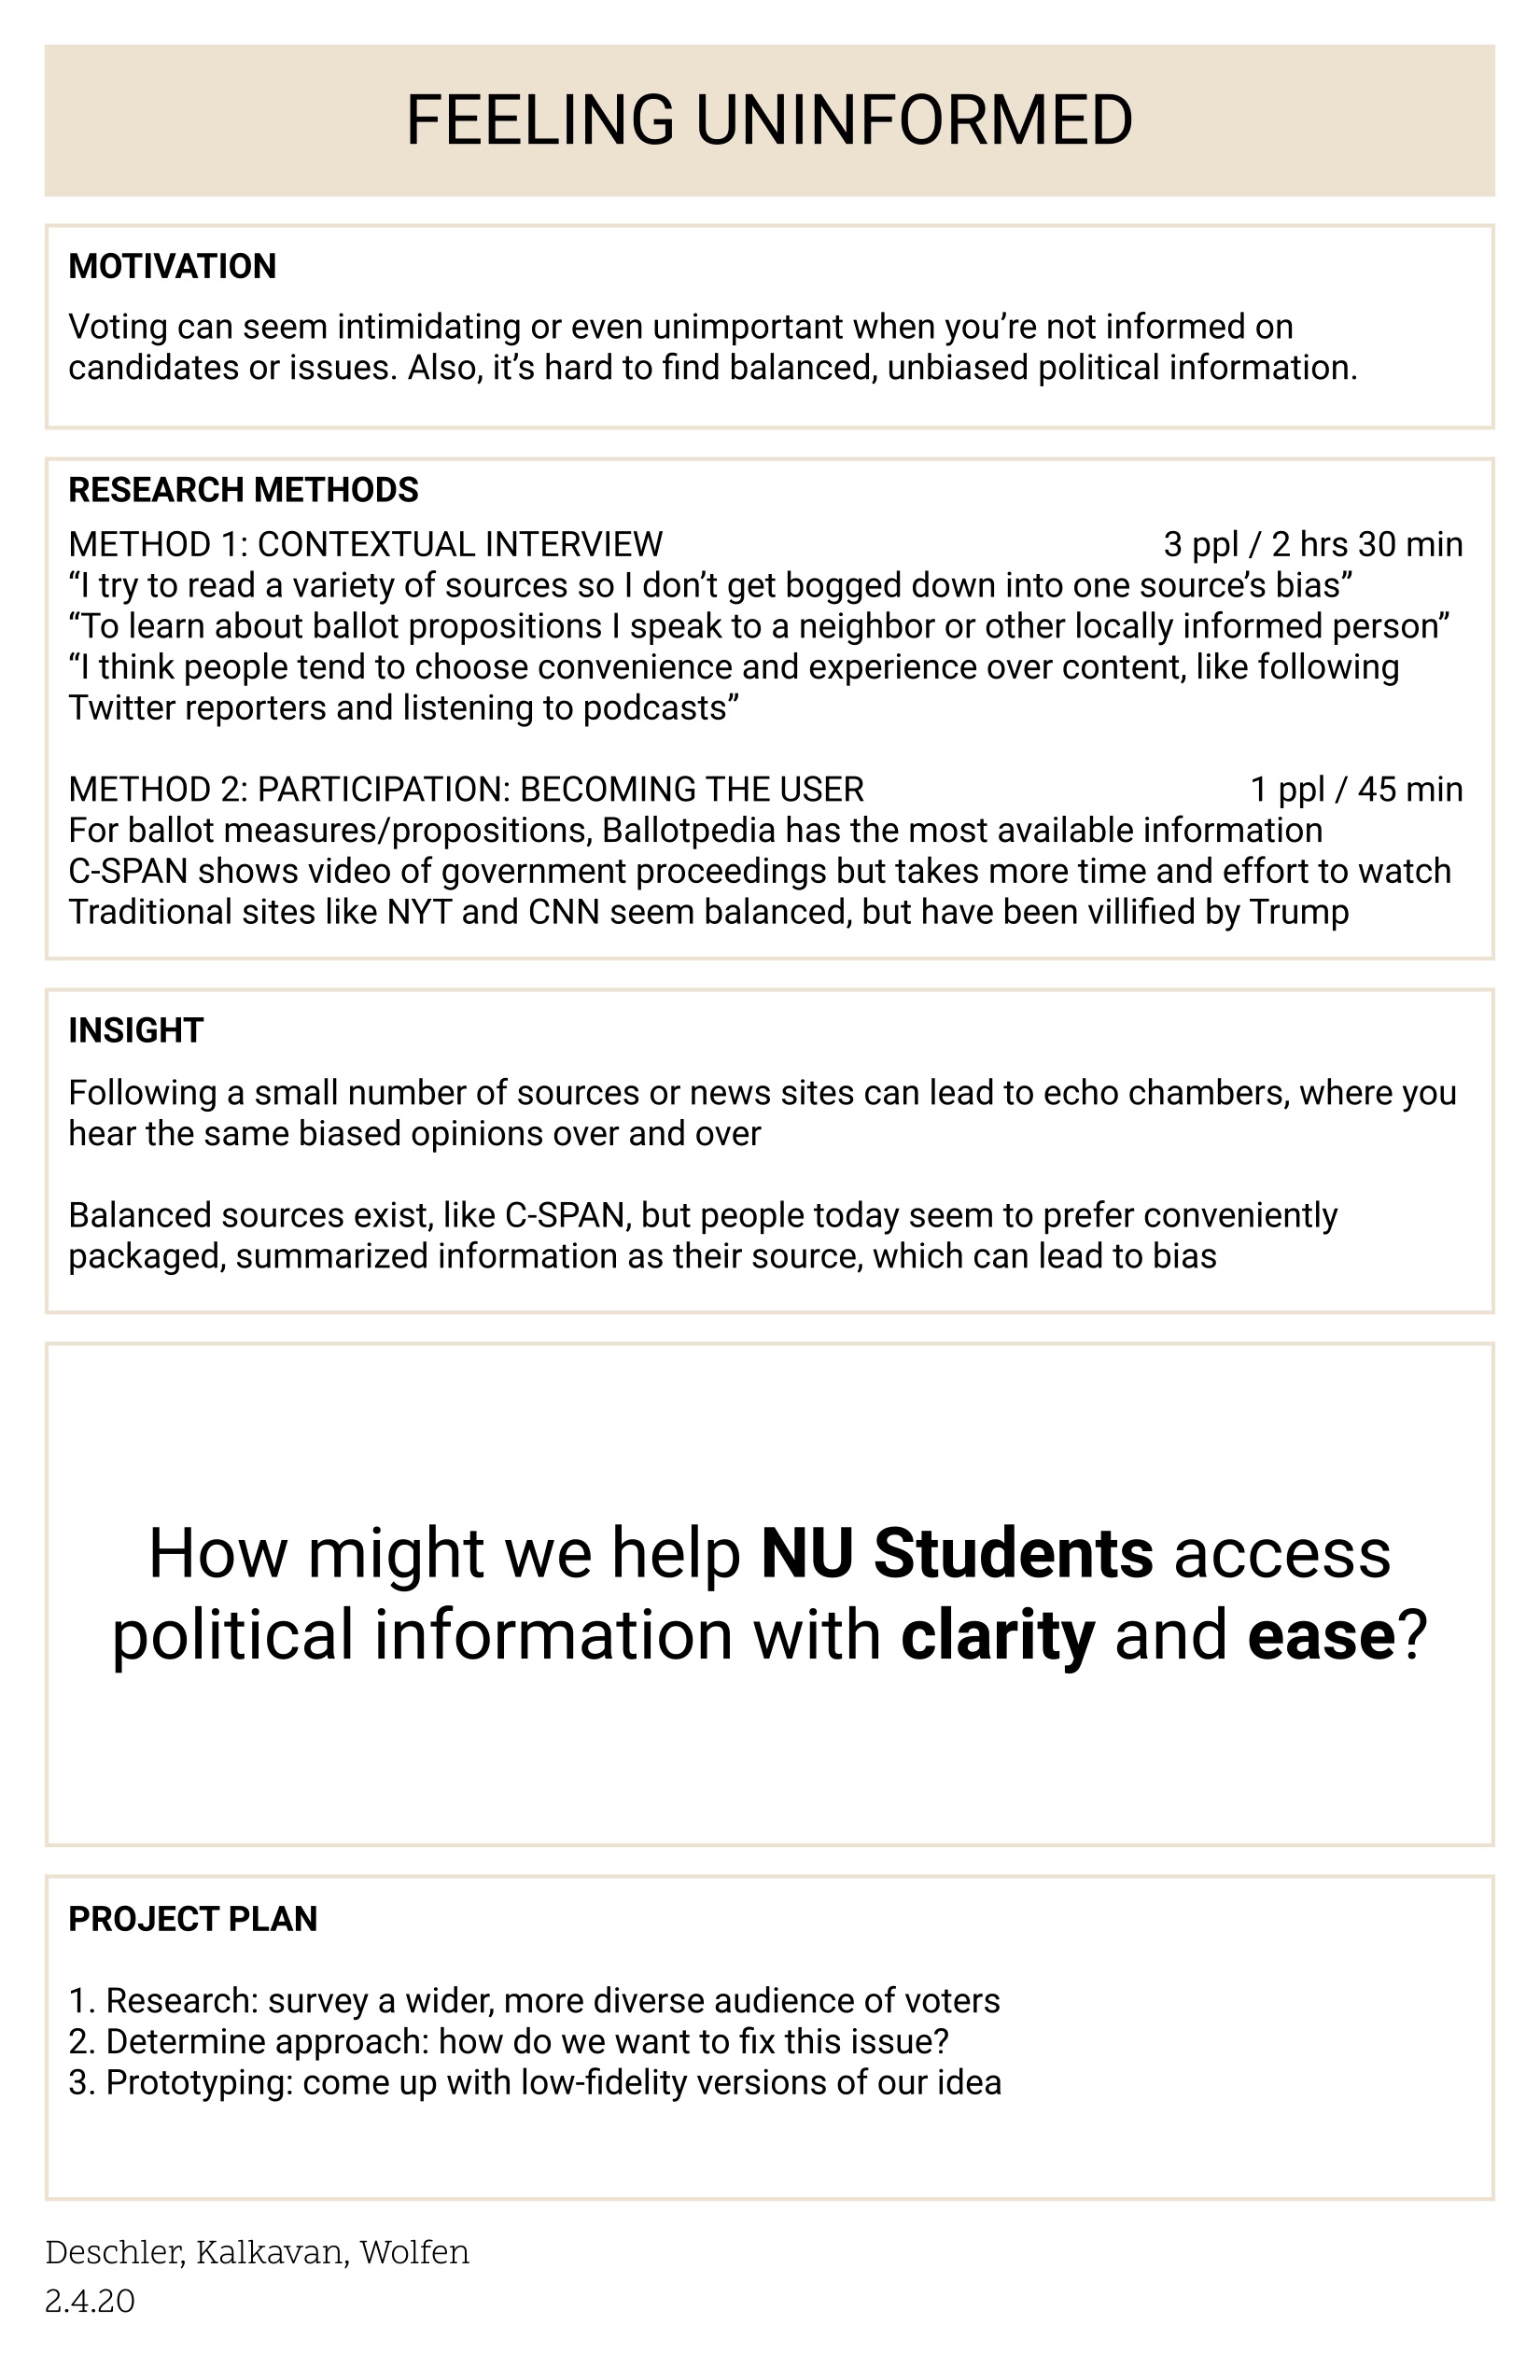 FEELING UNINFORMED
MOTIVATION
Voting can seem intimidating or even unimportant when you’re not informed on
candidates or issues. Also, it’s hard to find balanced, unbiased political information.
RESEARCH METHODS
METHOD 1: CONTEXTUAL INTERVIEW 3 ppl / 2 hrs 30 min
“I try to read a variety of sources so I don’t get bogged down into one source’s bias”
“To learn about ballot propositions I speak to a neighbor or other locally informed person”
“I think people tend to choose convenience and experience over content, like following
Twitter reporters and listening to podcasts”
METHOD 2: PARTICIPATION: BECOMING THE USER 1 ppl / 45 min
For ballot measures/propositions, Ballotpedia has the most available information
C-SPAN shows video of government proceedings but takes more time and effort to watch
Traditional sites like NYT and CNN seem balanced, but have been villified by Trump
INSIGHT
Following a small number of sources or news sites can lead to echo chambers, where you
hear the same biased opinions over and over
Balanced sources exist, like C-SPAN, but people today seem to prefer conveniently
packaged, summarized information as their source, which can lead to bias
How might we help NU Students access
political information with clarity and ease?
PROJECT PLAN
1. Research: survey a wider, more diverse audience of voters
2. Determine approach: how do we want to fix this issue?
3. Prototyping: come up with low-fidelity versions of our idea
Deschler, Kalkavan, Wolfen
2.4.20